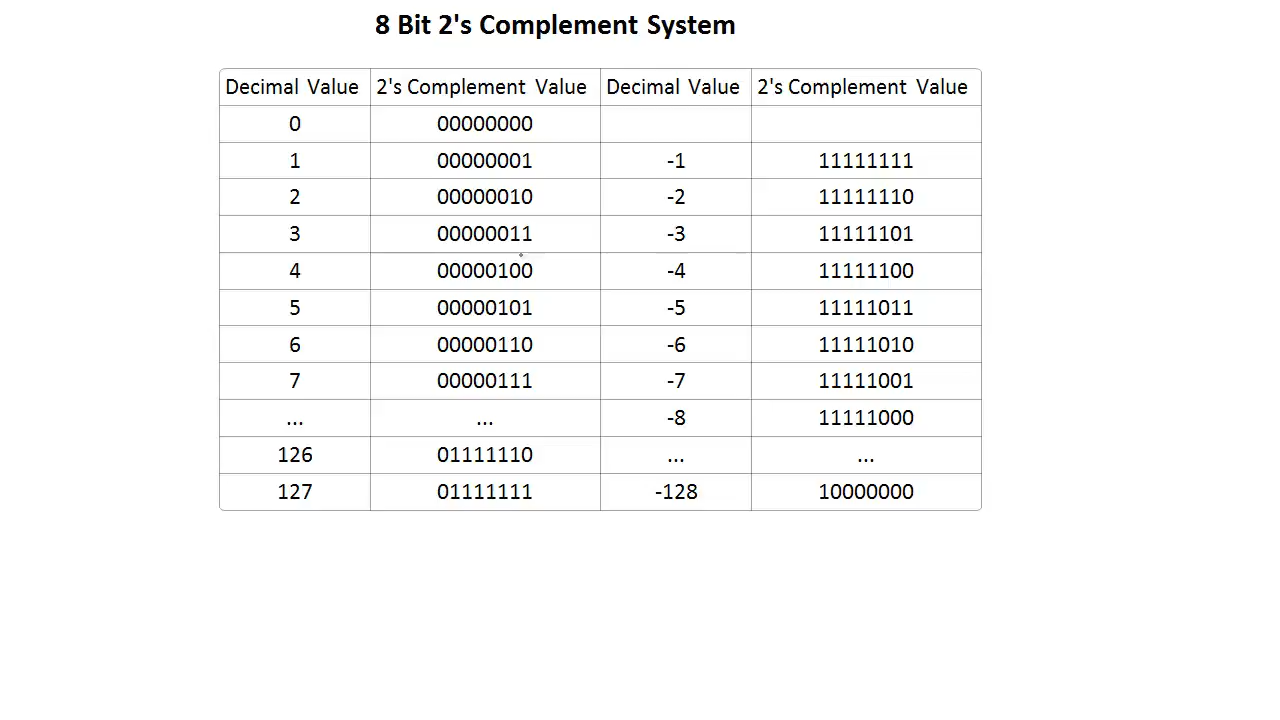 8 Bit 2's Complement System
Decimal Value 2's Complement Value Decimal Value 2's Complement Value
0 00000000
1 00000001 -1 11111111
2 00000010 -2 11111110
3 00000011 -3 11111101
4 00000100 -4 11111100
5 00000101 -5 11111011
6 00000110 -6 11111010
7 00000111 -7 11111001
... ... -8 11111000
126 01111110 ... ...
127 01111111 -128 10000000